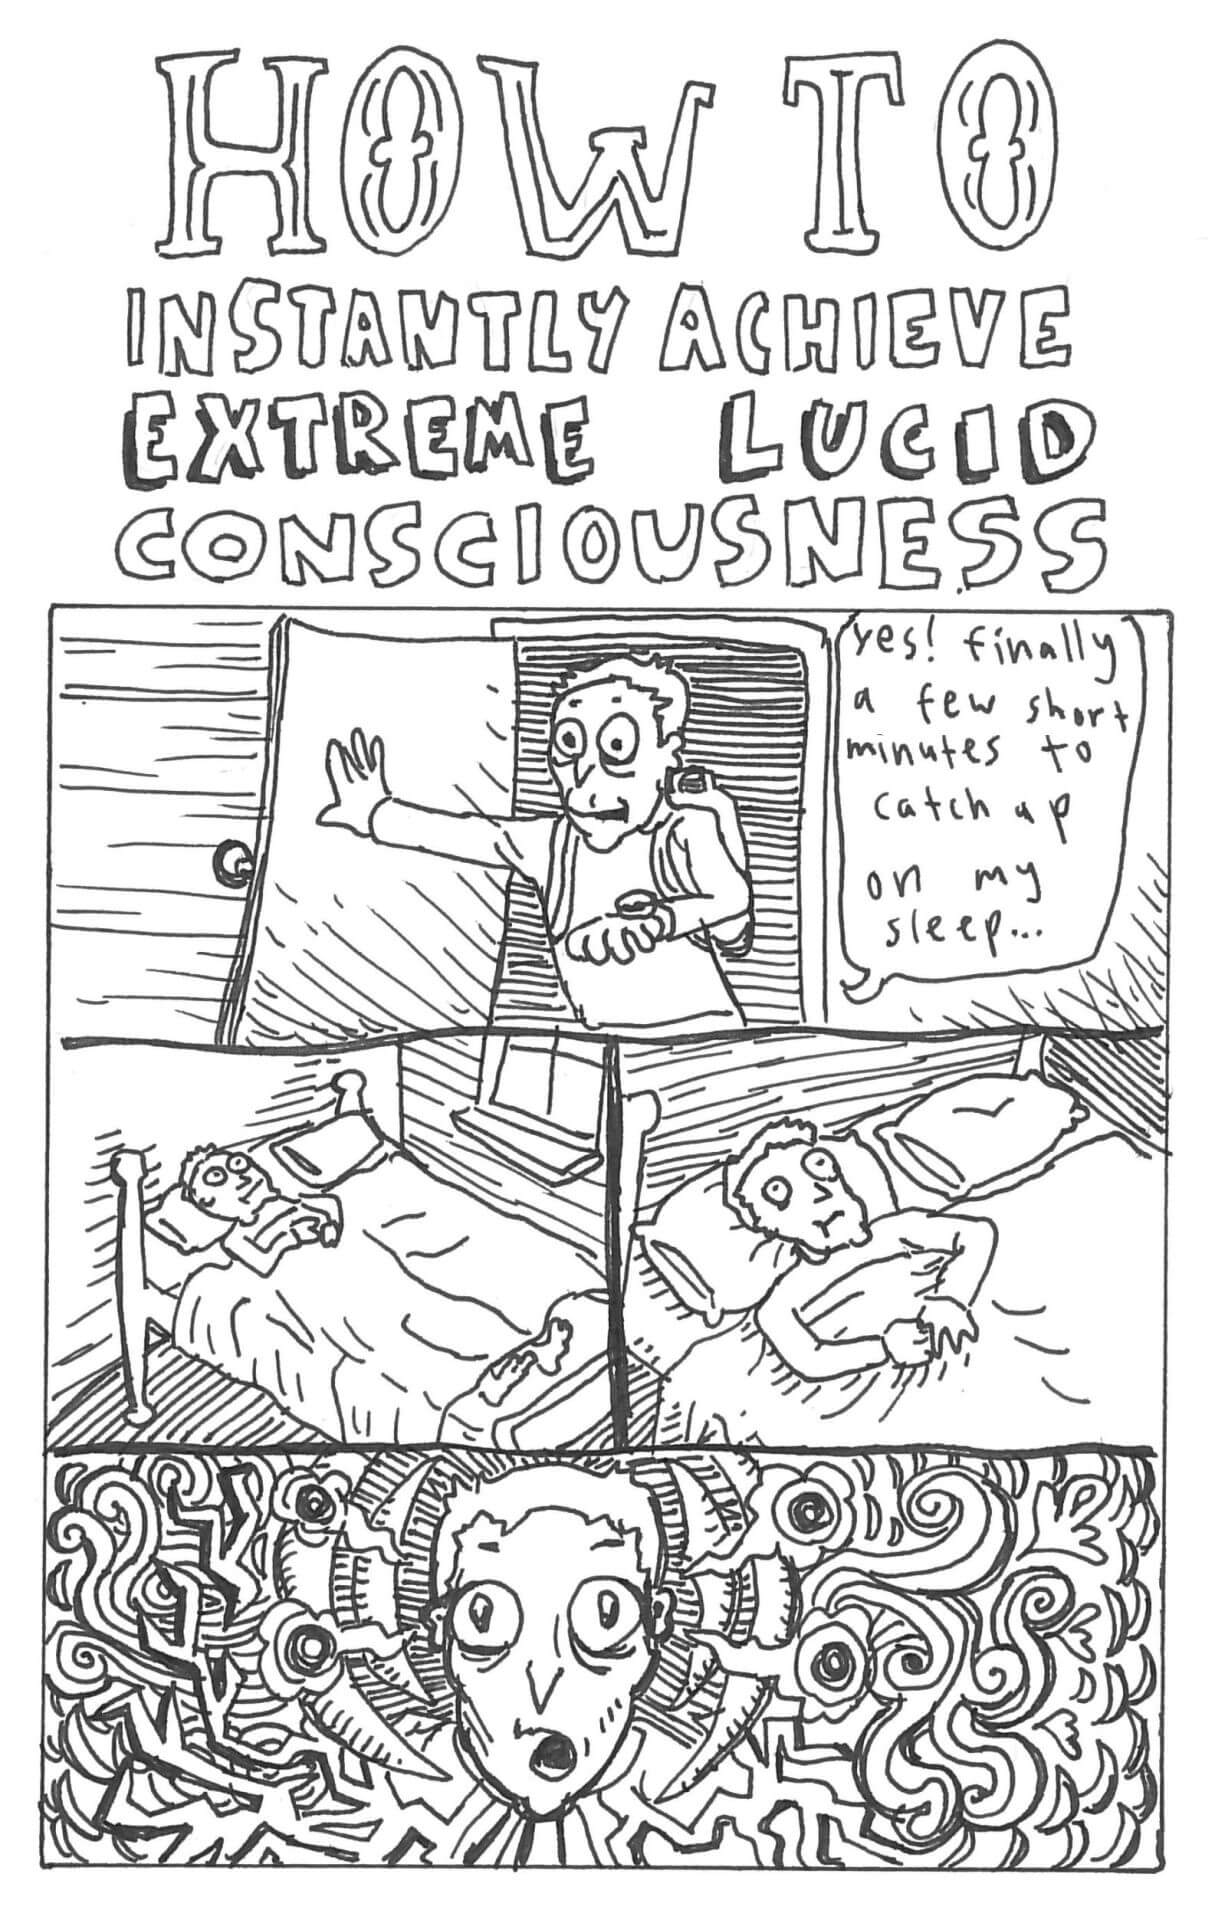 HOW TO
INSTANTLY ACHIEVE
EXTREME LUCID
CONSCIOUSNESS
yes! finally
a few short
minutes to
catch up
on my
sleep...